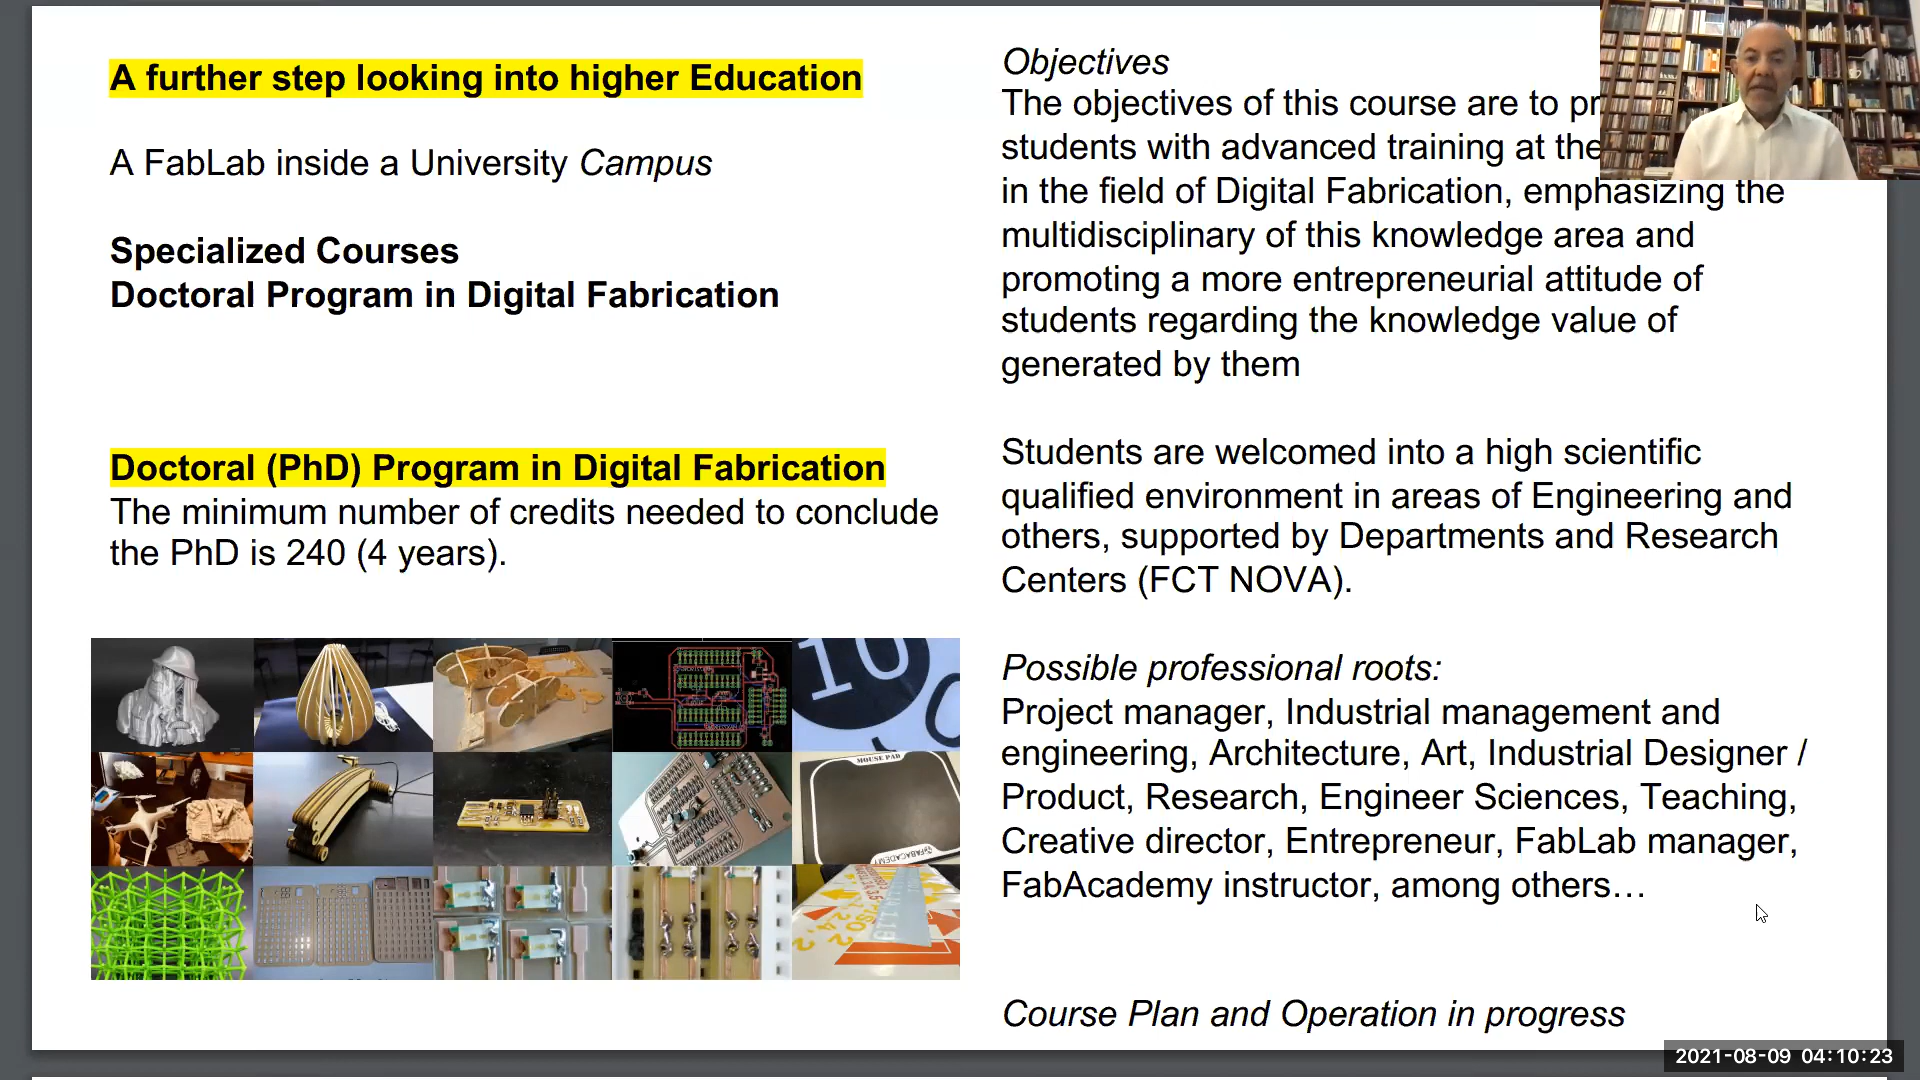 A further step looking into higher Education
A FabLab inside a University Campus
Specialized Courses
Doctoral Program in Digital Fabrication
Doctoral (PhD) Program in Digital Fabrication
The minimum number of credits needed to conclude
the PhD is 240 (4 years).
10
MOUSE PAD
FABACADEMY
Objectives
The objectives of this course are to
students with advanced training at the
in the field of Digital Fabrication, emphasizing the
multidisciplinary of this knowledge area and
promoting a more entrepreneurial attitude of
students regarding the knowledge value of
generated by them
Students are welcomed into a high scientific
qualified environment in areas of Engineering and
others, supported by Departments and Research
Centers (FCT NOVA).
Possible professional roots:
Project manager, Industrial management and
engineering, Architecture, Art, Industrial Designer /
Product, Research, Engineer Sciences, Teaching,
Creative director, Entrepreneur, FabLab manager,
FabAcademy instructor, among others…
Course Plan and Operation in progress
2021-08-09 04:10:23